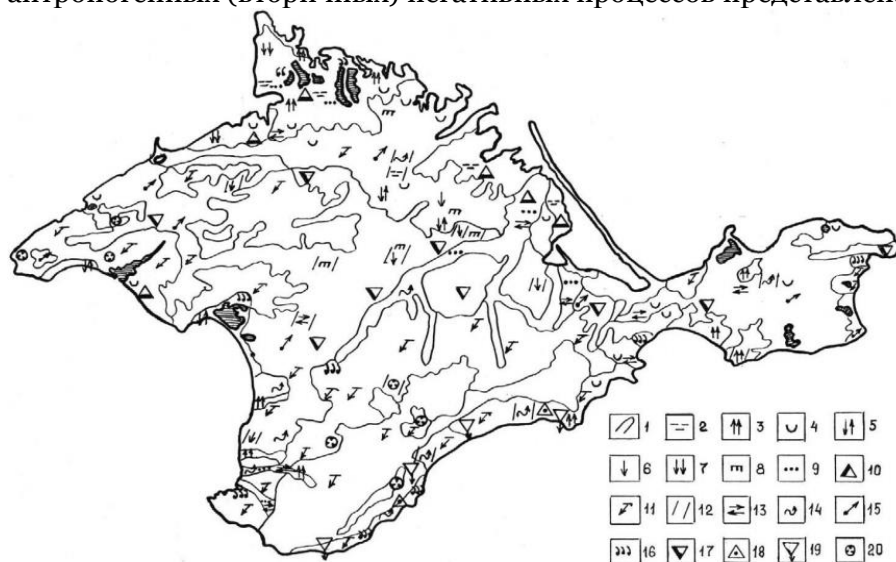 антропогенных (вторичных) негативных процессов представлена
1 2 3 4 5
6 7 8 9 10
11 12 13 14 15
16 17 18 19 20